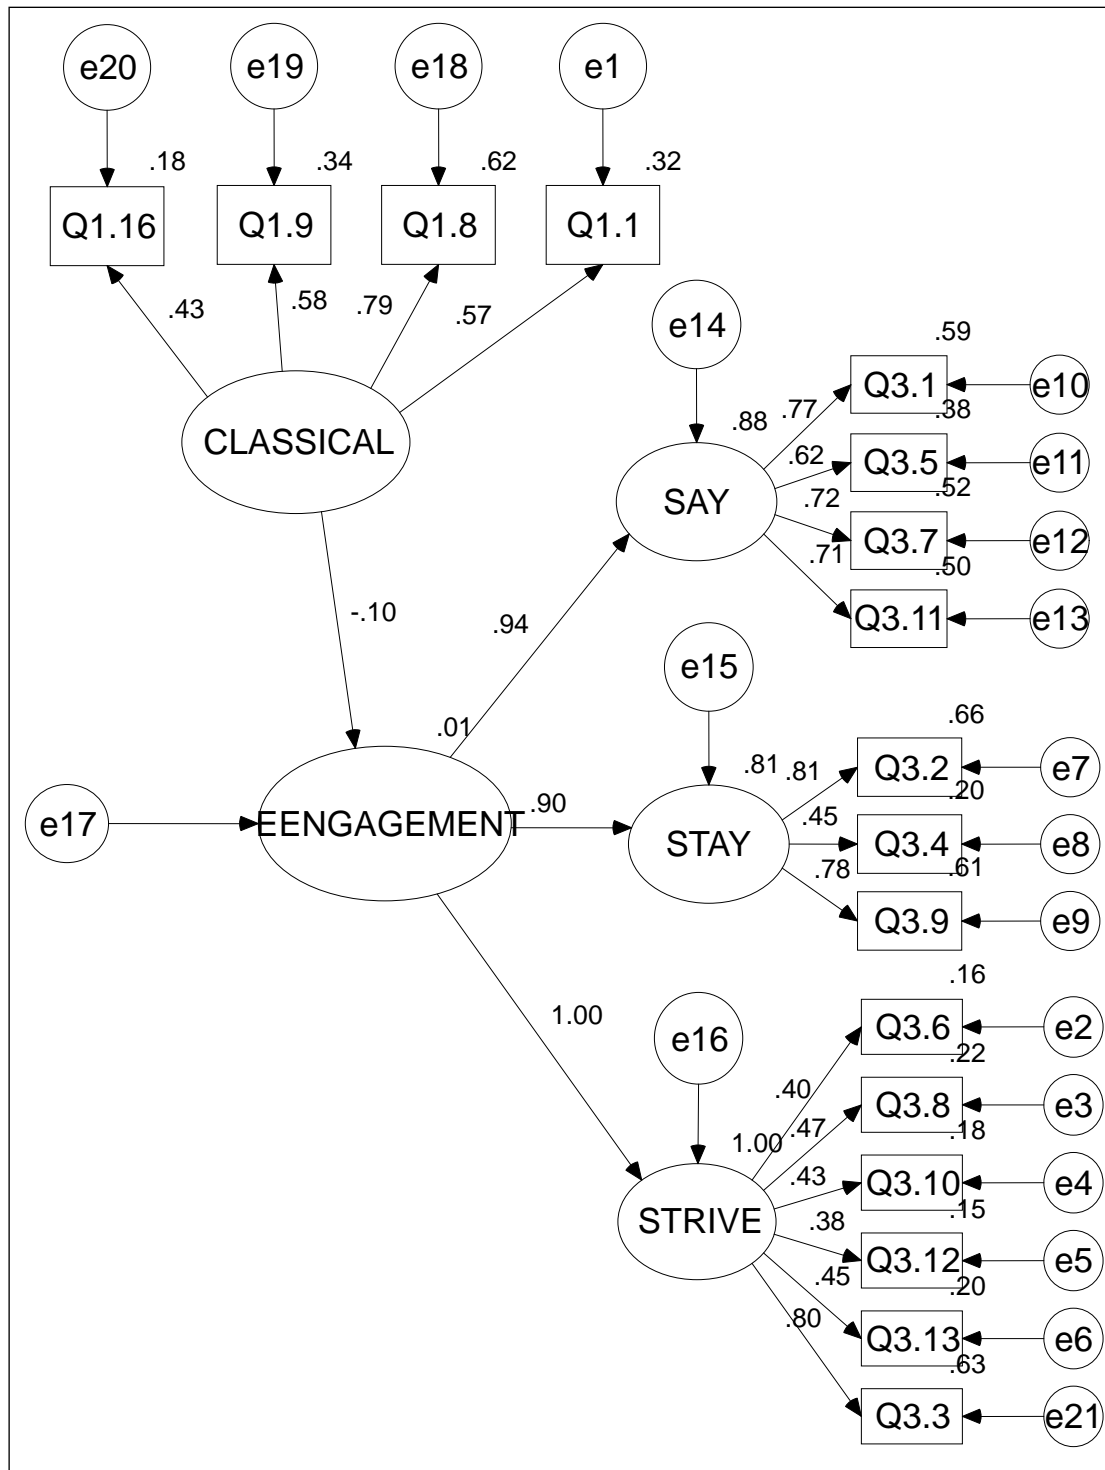 e20 e19 e18 e1
.18 .34 .62 .32
Q1.16 Q1.9 Q1.8 Q1.1
.43 .58 .79 .57
CLASSICAL
e14
.59
Q3.1 e10
.88 .77 .38
.62 Q3.5 e11
SAY .72 .52
.71 Q3.7 e12
.50
Q3.11 e13
-.10 .94
e15
.01 .66
.81 .81 Q3.2 e7
.20
e17 EENGAGEMENT .90 STAY .45 Q3.4 e8
.78 .61
Q3.9 e9
.16
1.00 e16 Q3.6 e2
.40 .22
1.00 .47 Q3.8 e3
.18
.43 Q3.10 e4
STRIVE .38 .15
.45 Q3.12 e5
.20
.80 Q3.13 e6
.63
Q3.3 e21